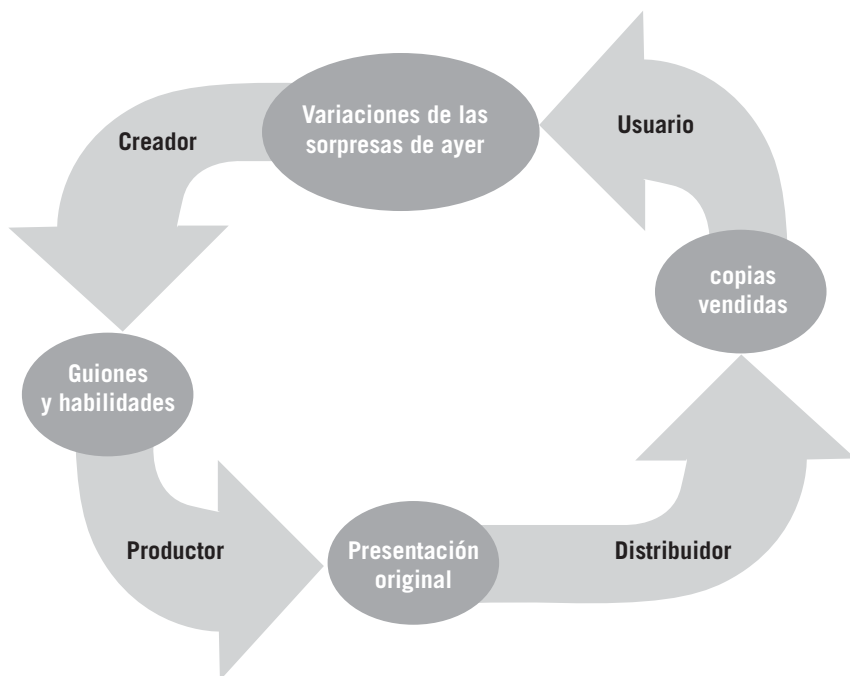 Variaciones de las
sorpresas de ayer
Usuario
Creador
copias
vendidas
Guiones
y habilidades
Productor
Presentación
original
Distribuidor